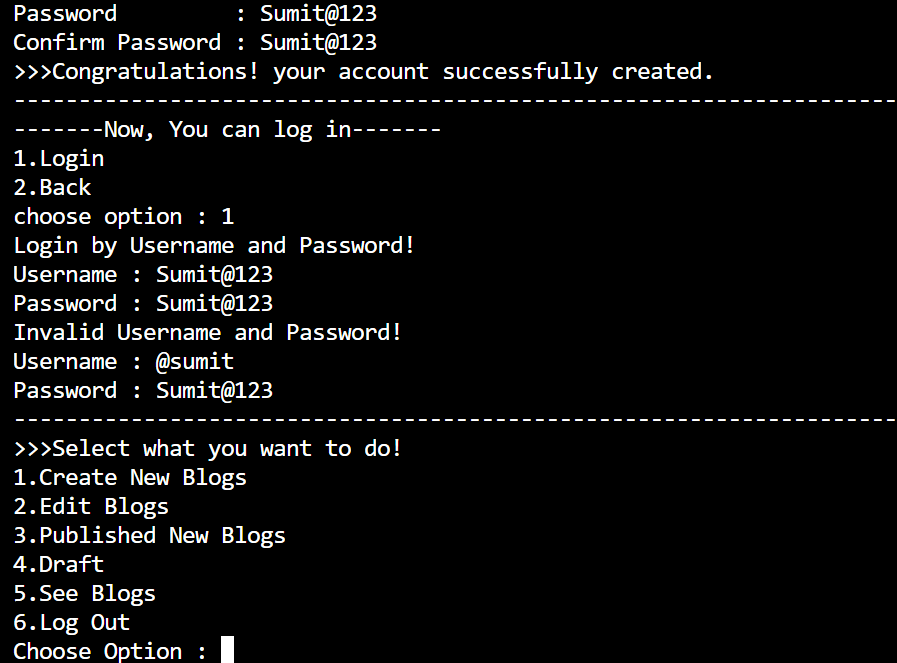 Password         : Sumit@123
Confirm Password : Sumit@123
>>>Congratulations! your account successfully created.
--------------------------------------------------------------------
-------Now, You can log in-------
1.Login
2.Back
choose option : 1
Login by Username and Password!
Username : Sumit@123
Password : Sumit@123
Invalid Username and Password!
Username : @sumit
Password : Sumit@123
--------------------------------------------------------------------
>>>Select what you want to do!
1.Create New Blogs
2.Edit Blogs
3.Published New Blogs
4.Draft
5.See Blogs
6.Log Out
Choose Option :